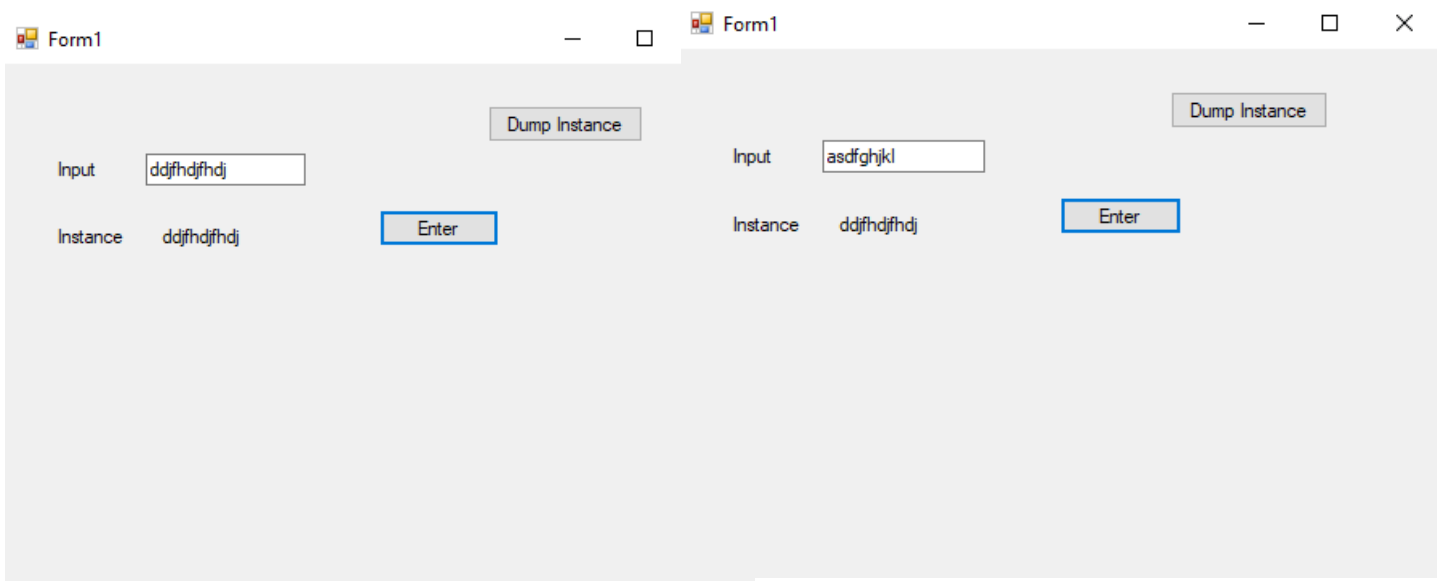 Form1
Dump Instance
Input ddjfhdjfhdj
Instance ddjfhdjfhdj Enter
Form1
Dump Instance
Input asdfghjkl
Instance ddjfhdjfhdj Enter